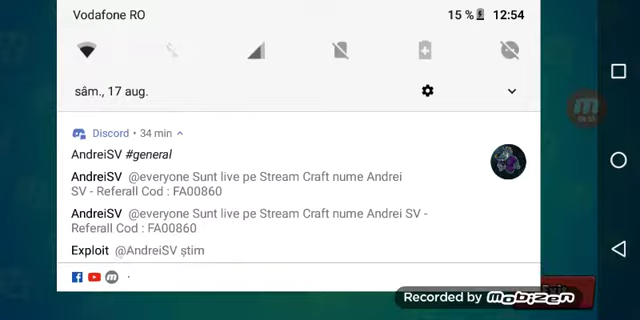 Vodafone RO
15 %
12:54
sâm., 17 aug.
Discord • 34 min
AndreiSV #general
AndreiSV @everyone Sunt live pe Stream Craft nume Andrei
SV - Referall Cod : FA00860
AndreiSV @everyone Sunt live pe Stream Craft nume Andrei SV -
Referall Cod : FA00860
Exploit @AndreiSV știm
Recorded by mobizen